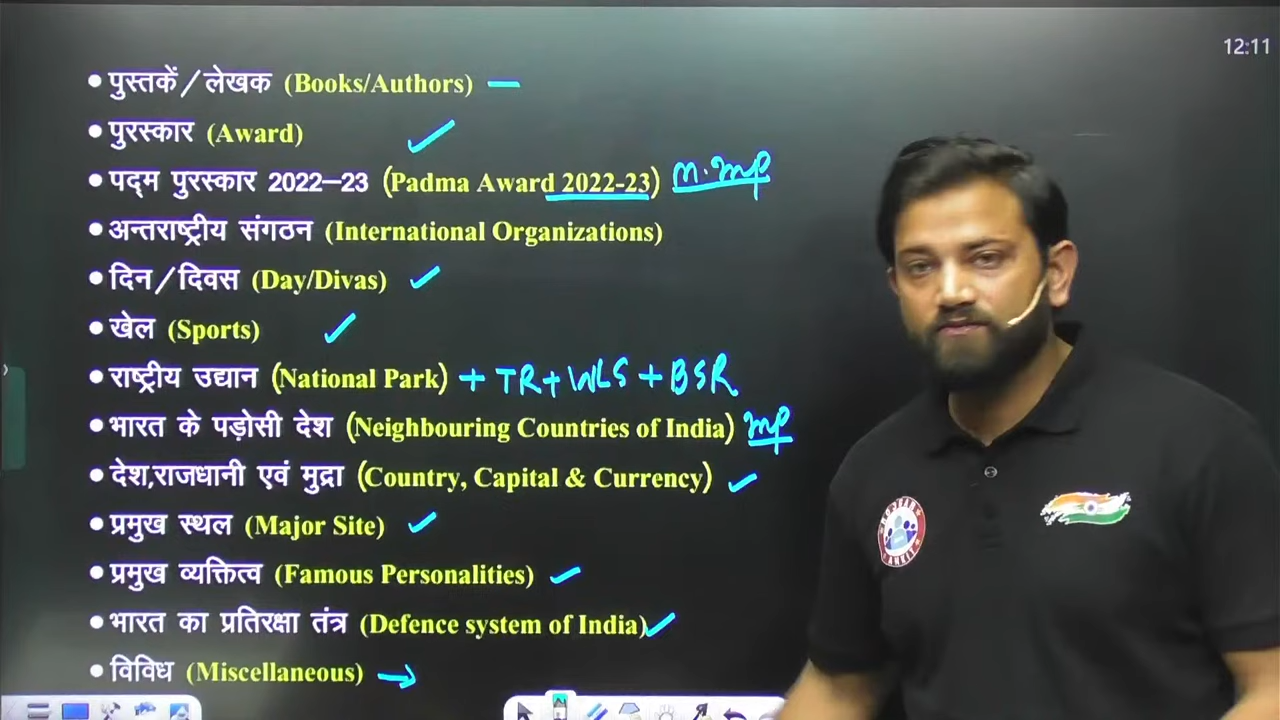 12:11
• पुस्तकें/लेखक (Books/Authors) –
• पुरस्कार (Award) ✓
• पद्म पुरस्कार 2022–23 (Padma Award 2022-23) M.Imp
• अन्तराष्ट्रीय संगठन (International Organizations)
• दिन/दिवस (Day/Divas) ✓
• खेल (Sports) ✓
• राष्ट्रीय उद्यान (National Park) + TR + WLS + BSR
• भारत के पड़ोसी देश (Neighbouring Countries of India) Imp
• देश,राजधानी एवं मुद्रा (Country, Capital & Currency) ✓
• प्रमुख स्थल (Major Site) ✓
• प्रमुख व्यक्तित्व (Famous Personalities) ✓
• भारत का प्रतिरक्षा तंत्र (Defence system of India) ✓
• विविध (Miscellaneous) →
ANKIT